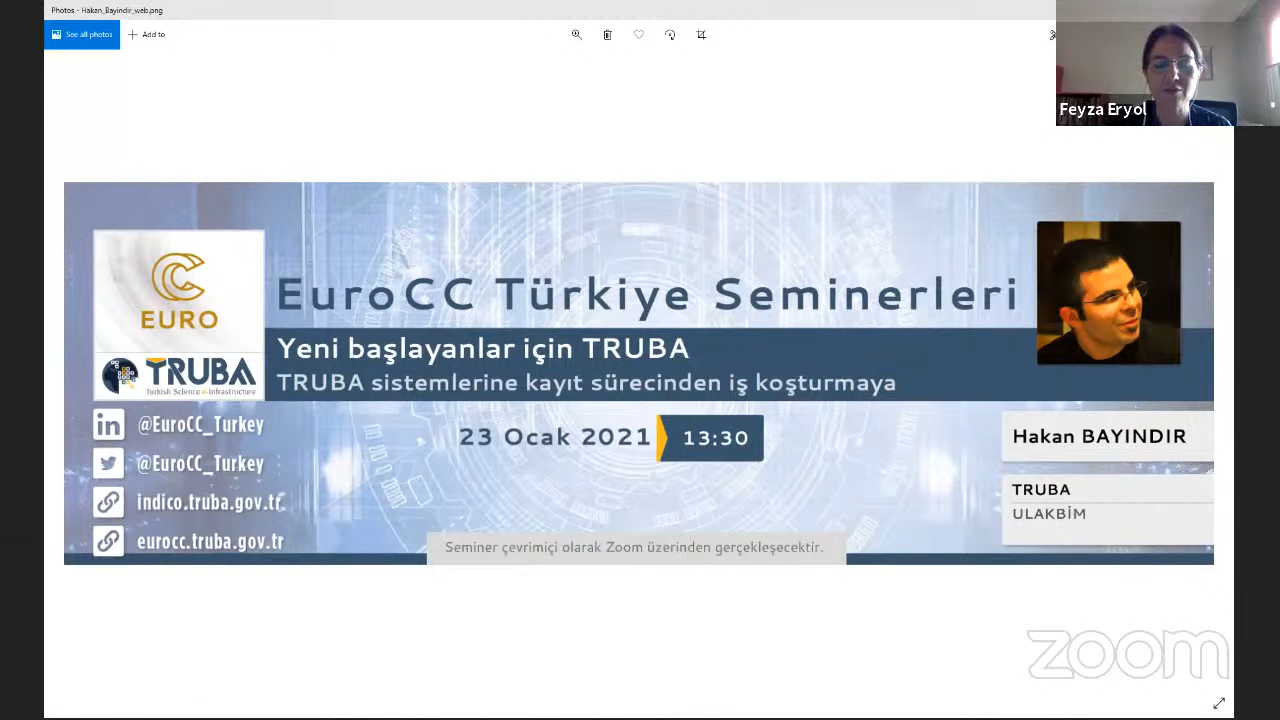 Photos - Hakan_Bayindir_web.png
See all photos
Add to
Feyza Eryol
EURO
TRUBA
Turkish Science e-Infrastructure
EuroCC Türkiye Seminerleri
Yeni başlayanlar için TRUBA
TRUBA sistemlerine kayıt sürecinden iş koşturmaya
23 Ocak 2021 13:30
@EuroCC_Turkey
@EuroCC_Turkey
indico.truba.gov.tr
eurocc.truba.gov.tr
Hakan BAYINDIR
TRUBA
ULAKBİM
Seminer çevrimiçi olarak Zoom üzerinden gerçekleşecektir.
zoom